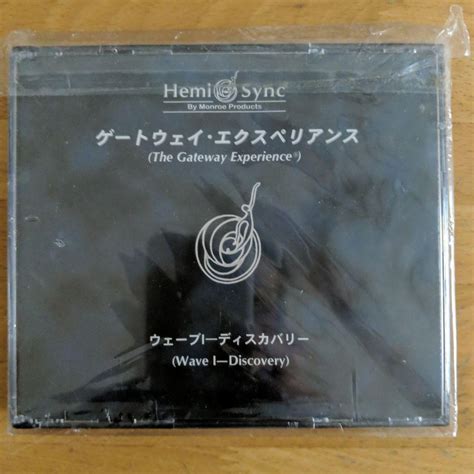 Hemi Sync
By Monroe Products
ゲートウェイ・エクスペリアンス
(The Gateway Experience®)
ウェーブI―ディスカバリー
(Wave I—Discovery)